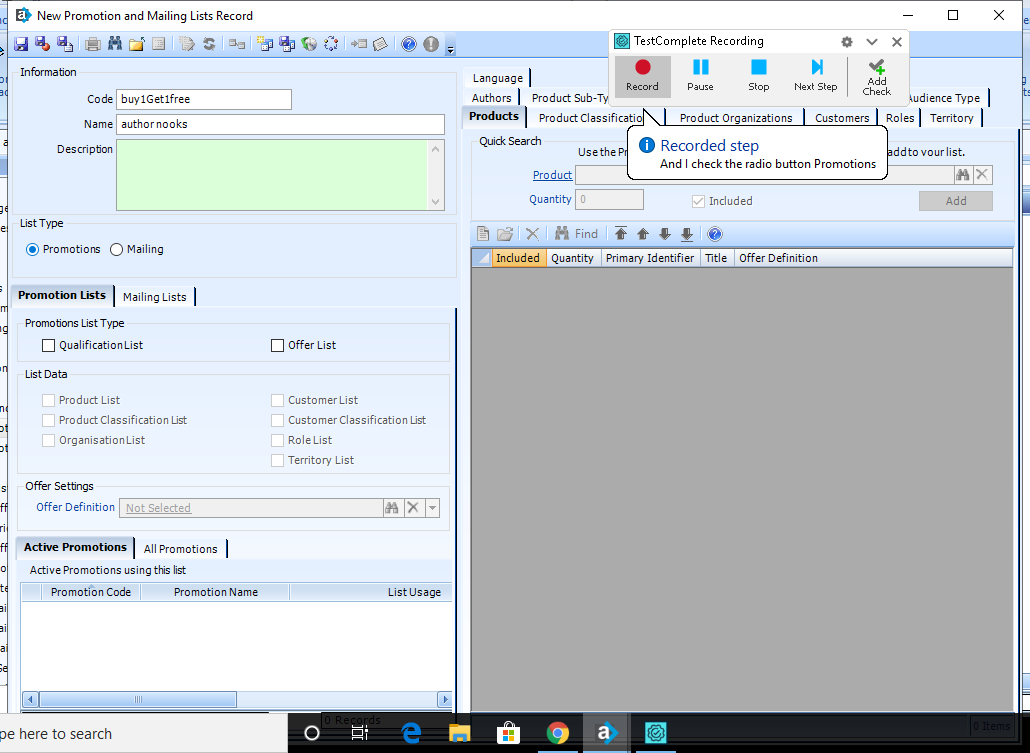 New Promotion and Mailing Lists Record
TestComplete Recording
Record
Pause
Stop
Next Step
Add
Check
Recorded step
And I check the radio button Promotions
Information
Code
buy1Get1free
Name
author nooks
Description
List Type
Promotions
Mailing
Promotion Lists
Mailing Lists
Promotions List Type
Qualification List
Offer List
List Data
Product List
Customer List
Product Classification List
Customer Classification List
Organisation List
Role List
Territory List
Offer Settings
Offer Definition
Not Selected
Active Promotions
All Promotions
Active Promotions using this list
Promotion Code
Promotion Name
List Usage
Language
Authors
Product Sub-Ty
Audience Type
Products
Product Classificatio
Product Organizations
Customers
Roles
Territory
Quick Search
Use the Pr
add to your list.
Product
Quantity
0
Included
Add
Find
Included
Quantity
Primary Identifier
Title
Offer Definition
0 Records
0 Items
pe here to search